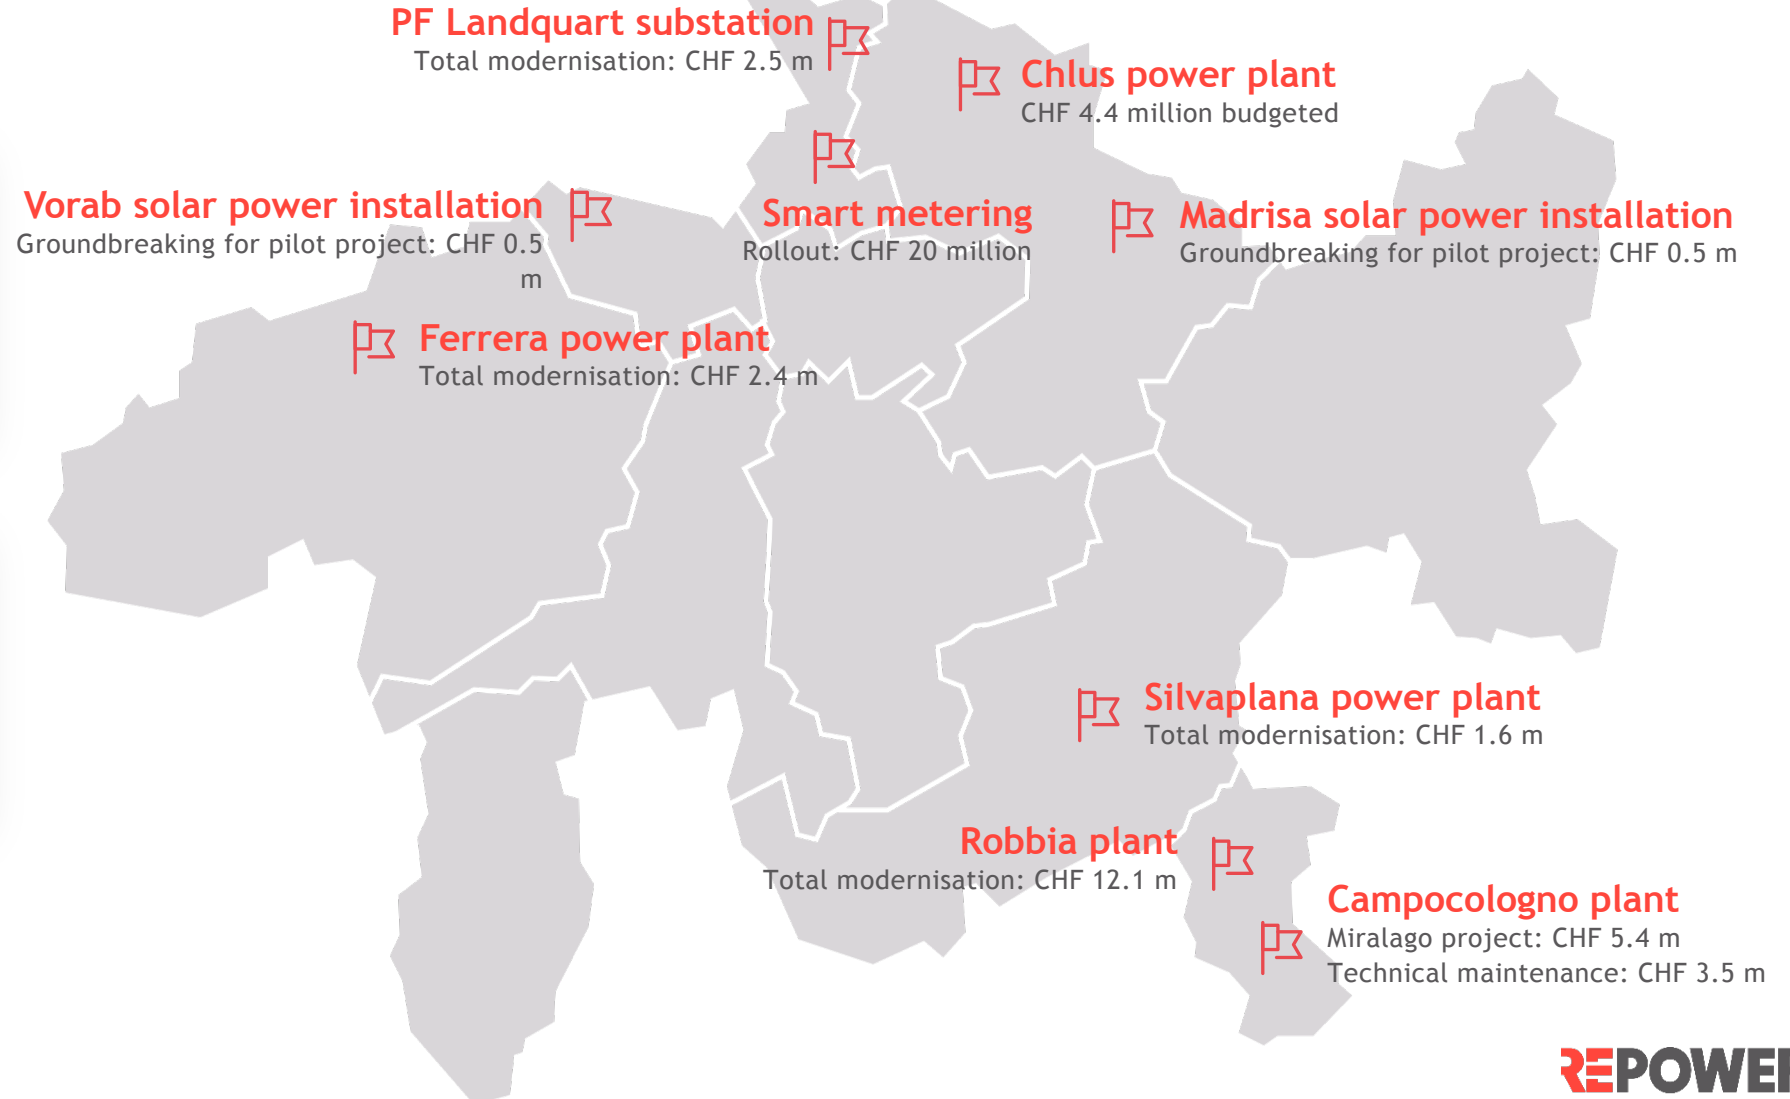 PF Landquart substation
Total modernisation: CHF 2.5 m
Chlus power plant
CHF 4.4 million budgeted
Vorab solar power installation
Groundbreaking for pilot project: CHF 0.5
m
Smart metering
Rollout: CHF 20 million
Madrisa solar power installation
Groundbreaking for pilot project: CHF 0.5 m
Ferrera power plant
Total modernisation: CHF 2.4 m
Silvaplana power plant
Total modernisation: CHF 1.6 m
Robbia plant
Total modernisation: CHF 12.1 m
Campocologno plant
Miralago project: CHF 5.4 m
Technical maintenance: CHF 3.5 m
REPOWER